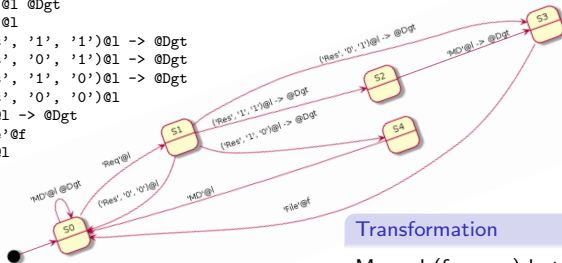 @l @Dgt
@l
', '1', '1')@l -> @Dgt
', '0', '1')@l -> @Dgt
', '1', '0')@l -> @Dgt
', '0', '0')@l
@l -> @Dgt
'@f
@l
S3
('Res', '0', '1')@l -> @Dgt
'MD'@l -> @Dgt
S2
('Res', '1', '1')@l -> @Dgt
S1
('Res', '1', '0')@l -> @Dgt
S4
'Req'@l
('Res', '0', '0')@l
'MD'@l
'MD'@l @Dgt
'File'@f
S0
Transformation